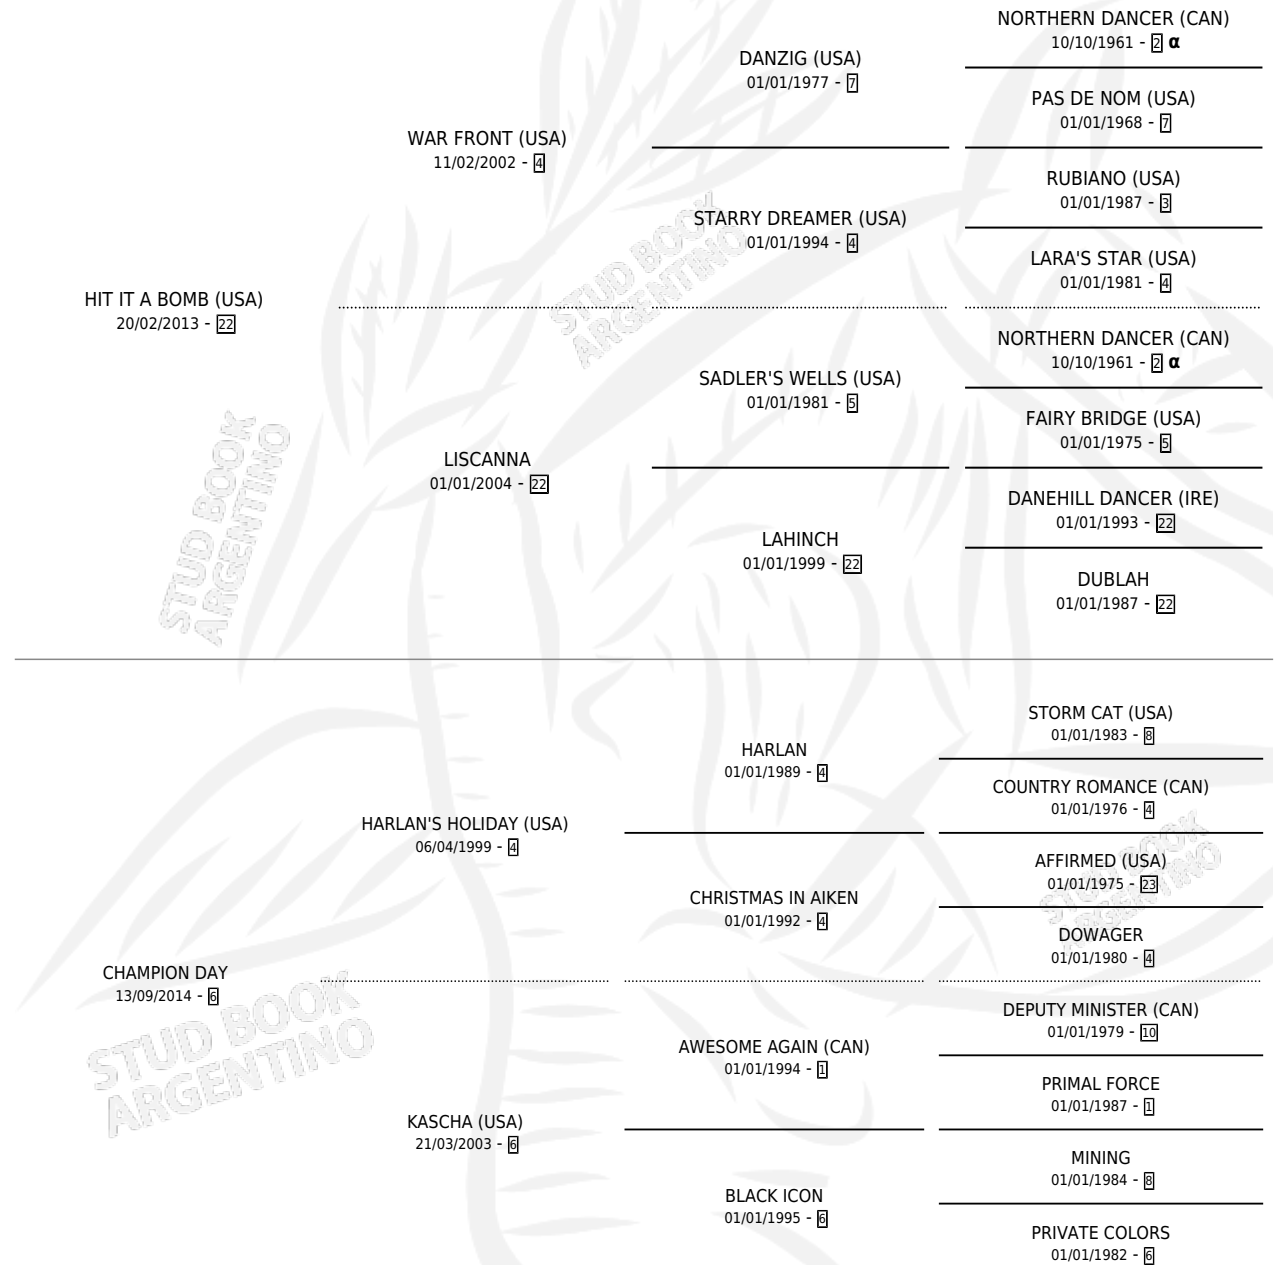 NORTHERN DANCER (CAN)
10/10/1961 - 2 α
DANZIG (USA)
01/01/1977 - 7
PAS DE NOM (USA)
01/01/1968 - 7
WAR FRONT (USA)
11/02/2002 - 4
RUBIANO (USA)
01/01/1987 - 3
STARRY DREAMER (USA)
01/01/1994 - 4
LARA'S STAR (USA)
01/01/1981 - 4
HIT IT A BOMB (USA)
20/02/2013 - 22
NORTHERN DANCER (CAN)
10/10/1961 - 2 α
SADLER'S WELLS (USA)
01/01/1981 - 5
FAIRY BRIDGE (USA)
01/01/1975 - 5
LISCANNA
01/01/2004 - 22
DANEHILL DANCER (IRE)
01/01/1993 - 22
LAHINCH
01/01/1999 - 22
DUBLAH
01/01/1987 - 22
STORM CAT (USA)
01/01/1983 - 8
HARLAN
01/01/1989 - 4
COUNTRY ROMANCE (CAN)
01/01/1976 - 4
HARLAN'S HOLIDAY (USA)
06/04/1999 - 4
AFFIRMED (USA)
01/01/1975 - 23
CHRISTMAS IN AIKEN
01/01/1992 - 4
DOWAGER
01/01/1980 - 4
CHAMPION DAY
13/09/2014 - 6
DEPUTY MINISTER (CAN)
01/01/1979 - 10
AWESOME AGAIN (CAN)
01/01/1994 - 1
PRIMAL FORCE
01/01/1987 - 1
KASCHA (USA)
21/03/2003 - 6
MINING
01/01/1984 - 8
BLACK ICON
01/01/1995 - 6
PRIVATE COLORS
01/01/1982 - 6
STUD BOOK
ARGENTINO
STUD BOOK
ARGENTINO
STUD BOOK
ARGENTINO
STUD BOOK
ARGENTINO